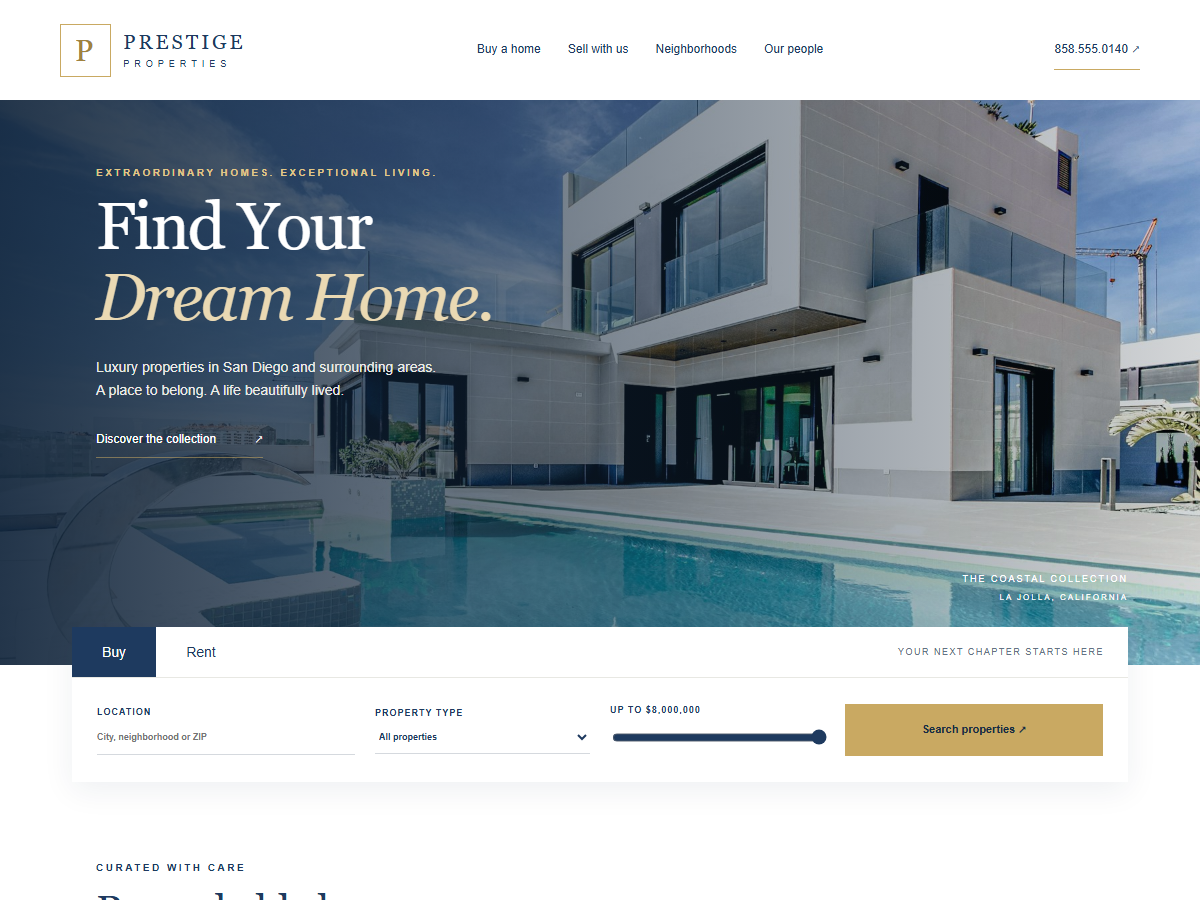 P
PRESTIGE
PROPERTIES
Buy a home
Sell with us
Neighborhoods
Our people
858.555.0140 ↗
EXTRAORDINARY HOMES. EXCEPTIONAL LIVING.
Find Your
Dream Home.
Luxury properties in San Diego and surrounding areas.
A place to belong. A life beautifully lived.
Discover the collection ↗
THE COASTAL COLLECTION
LA JOLLA, CALIFORNIA
Buy
Rent
YOUR NEXT CHAPTER STARTS HERE
LOCATION
City, neighborhood or ZIP
PROPERTY TYPE
All properties
UP TO $8,000,000
Search properties ↗
CURATED WITH CARE